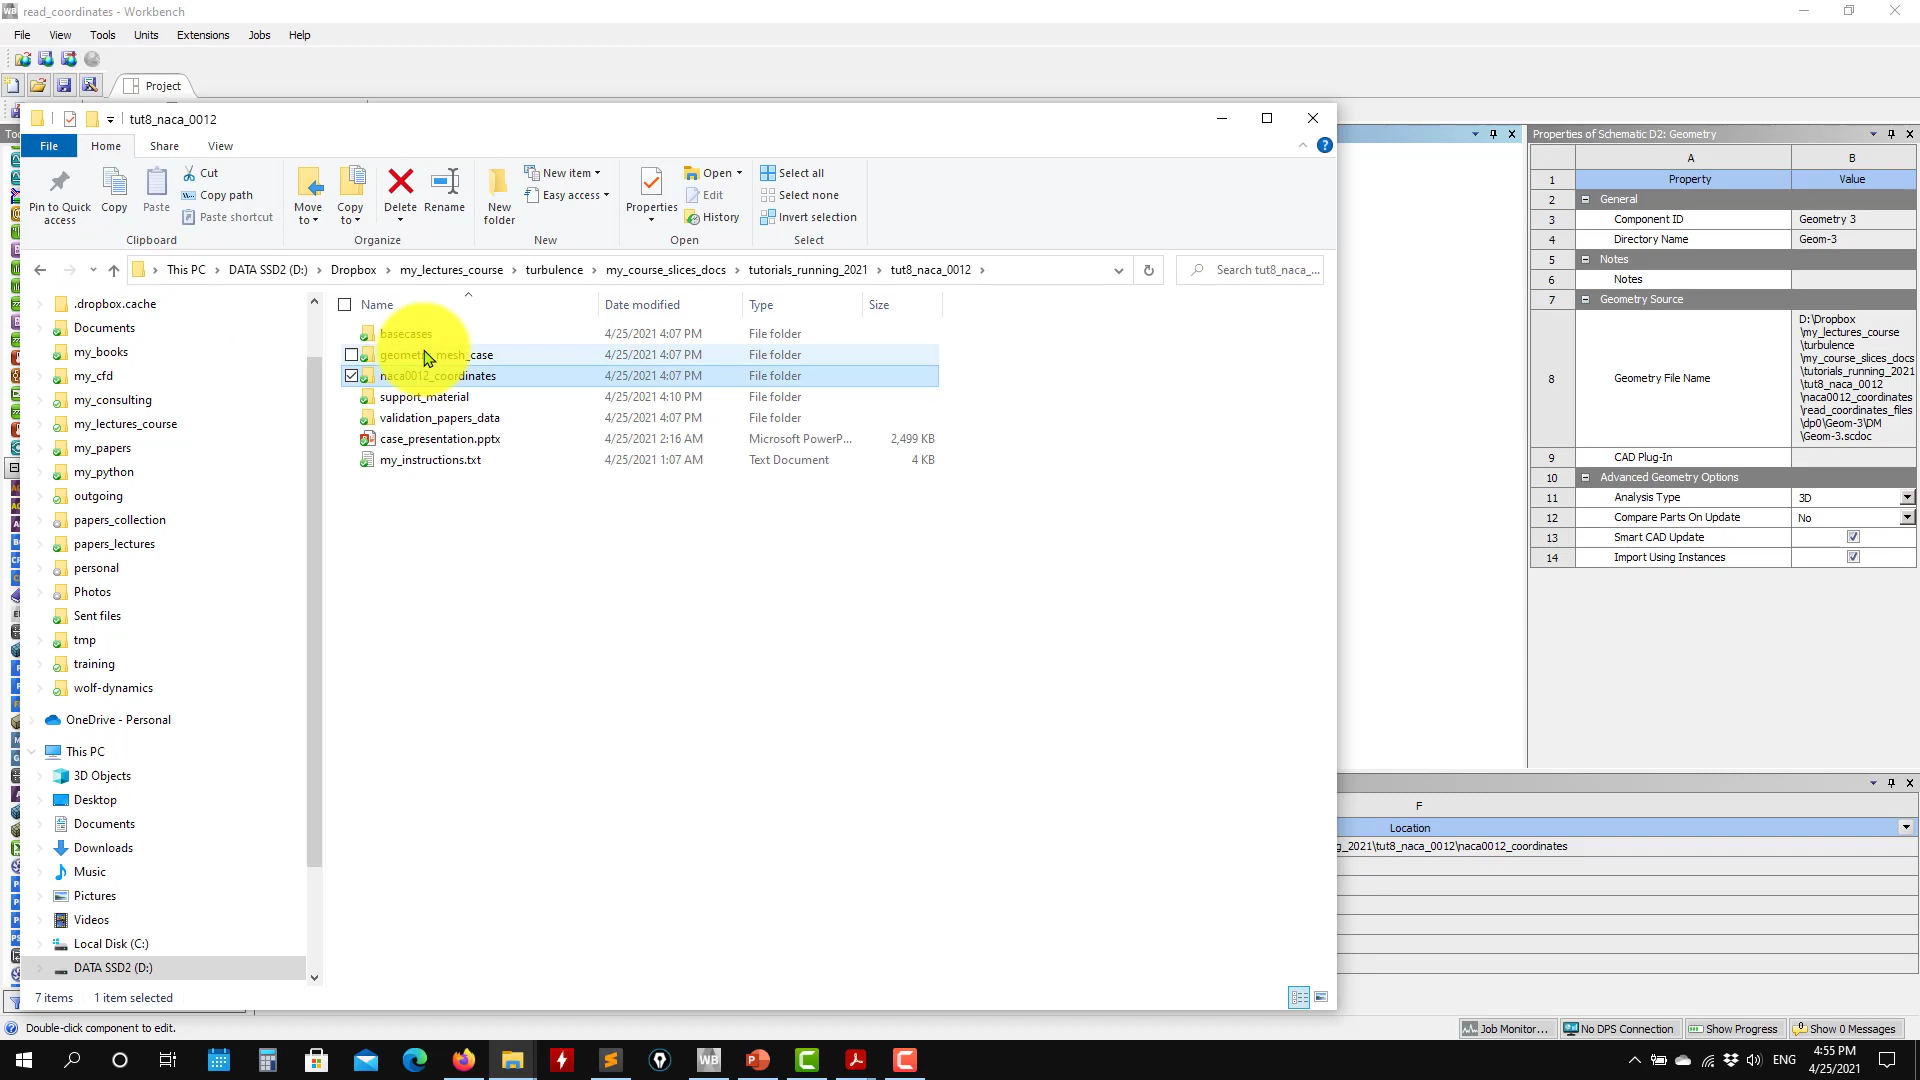 read_coordinates - Workbench
File View Tools Units Extensions Jobs Help
Project
tut8_naca_0012
File Home Share View
Pin to Quick access
Copy
Paste
Cut
Copy path
Paste shortcut
Move to
Copy to
Delete
Rename
New folder
New item
Easy access
Properties
Open
Edit
History
Select all
Select none
Invert selection
Clipboard Organize New Open Select
This PC > DATA SSD2 (D:) > Dropbox > my_lectures_course > turbulence > my_course_slices_docs > tutorials_running_2021 > tut8_naca_0012 >
Search tut8_naca_...
Name Date modified Type Size
basecases 4/25/2021 4:07 PM File folder
4/25/2021 4:07 PM File folder
naca0012_coordinates 4/25/2021 4:07 PM File folder
support_material 4/25/2021 4:10 PM File folder
validation_papers_data 4/25/2021 4:07 PM File folder
case_presentation.pptx 4/25/2021 2:16 AM Microsoft PowerP... 2,499 KB
my_instructions.txt 4/25/2021 1:07 AM Text Document 4 KB
.dropbox.cache
Documents
my_books
my_cfd
my_consulting
my_lectures_course
my_papers
my_python
outgoing
papers_collection
papers_lectures
personal
Photos
Sent files
tmp
training
wolf-dynamics
OneDrive - Personal
This PC
3D Objects
Desktop
Documents
Downloads
Music
Pictures
Videos
Local Disk (C:)
DATA SSD2 (D:)
7 items 1 item selected
Properties of Schematic D2: Geometry
A B
1 Property Value
2 General
3 Component ID Geometry 3
4 Directory Name Geom-3
5 Notes
6 Notes
7 Geometry Source
8 Geometry File Name
D:\Dropbox
\my_lectures_course
\turbulence
\my_course_slices_docs
\tutorials_running_2021
\tut8_naca_0012
\naca0012_coordinates
\read_coordinates_files
\dp0\Geom-3\DM
\Geom-3.scdoc
9 CAD Plug-In
10 Advanced Geometry Options
11 Analysis Type 3D
12 Compare Parts On Update No
13 Smart CAD Update
14 Import Using Instances
F
Location
g_2021\tut8_naca_0012\naca0012_coordinates
Double-click component to edit.
Job Monitor... No DPS Connection Show Progress Show 0 Messages
ENG
4:55 PM
4/25/2021